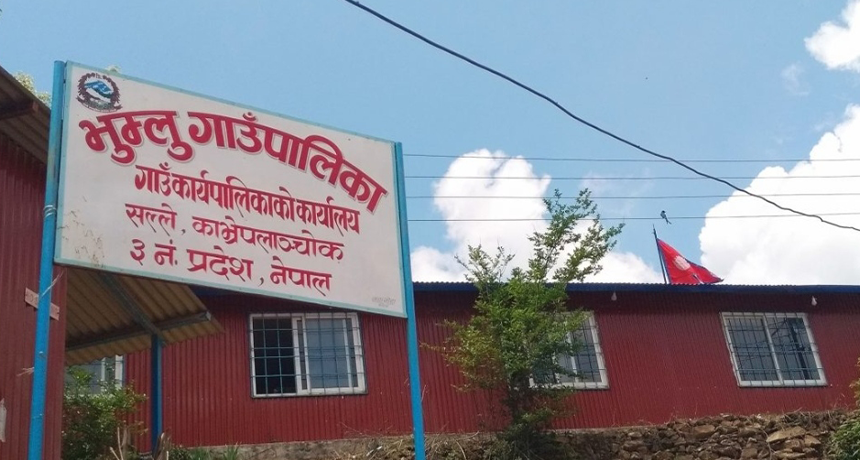 भुम्लु गाउँपालिका
गाउँ कार्यपालिकाको कार्यालय
सल्ले, काभ्रेपलाञ्चोक
३ नं. प्रदेश, नेपाल